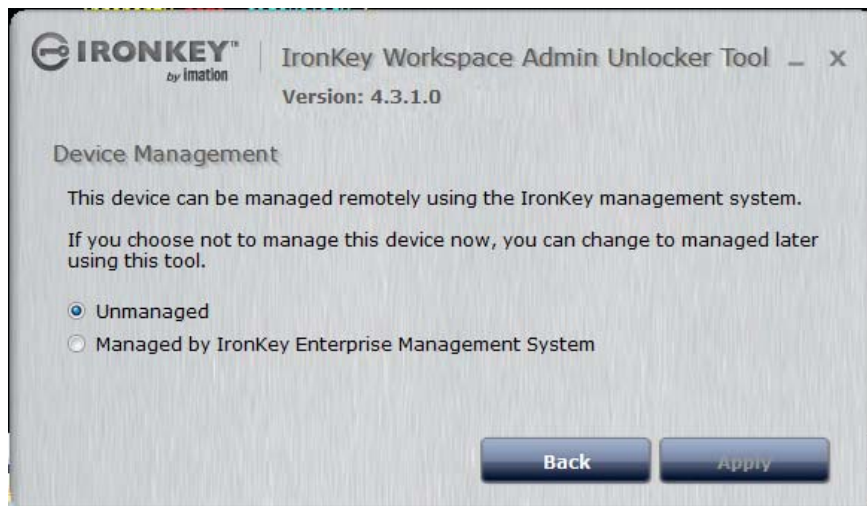 IRONKEY™
by imation
IronKey Workspace Admin Unlocker Tool
Version: 4.3.1.0
Device Management
This device can be managed remotely using the IronKey management system.
If you choose not to manage this device now, you can change to managed later
using this tool.
Unmanaged
Managed by IronKey Enterprise Management System
Back
Apply